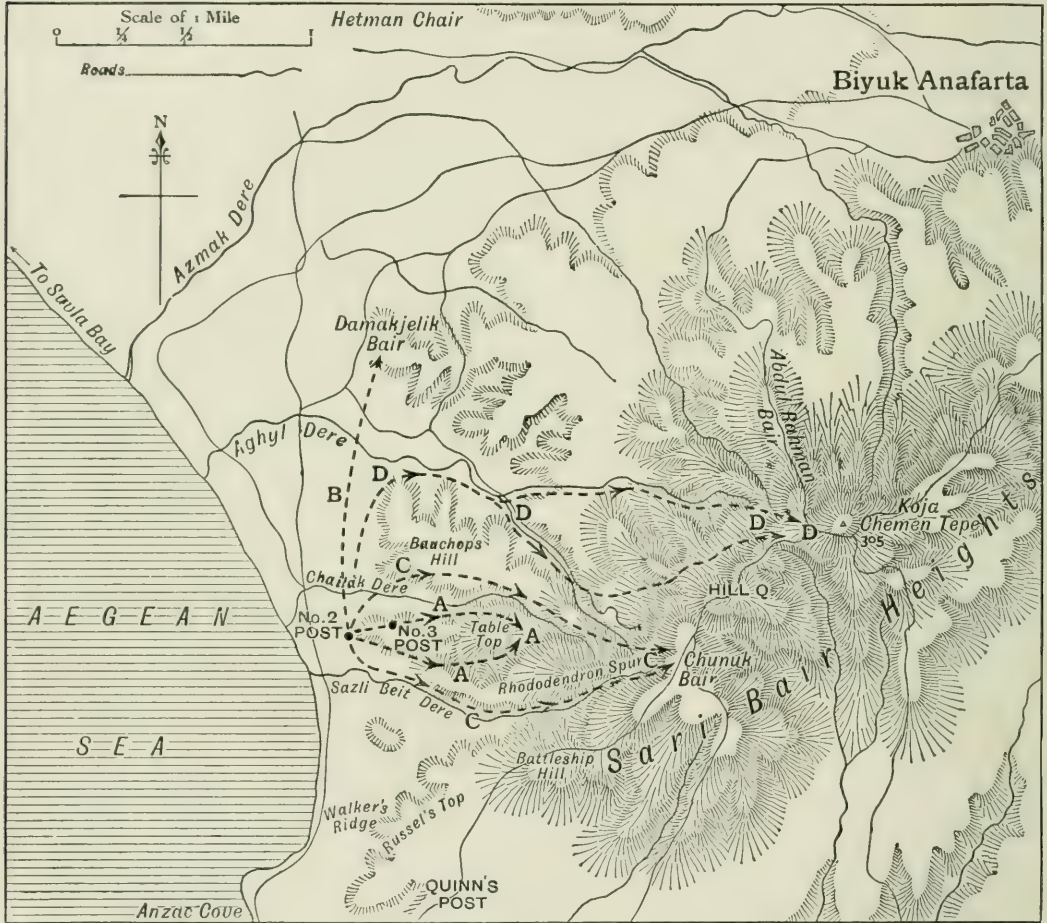 Scale of 1 Mile
0 ¼ ½ 1
Roads
N
Hetman Chair
Biyuk Anafarta
Azmak Dere
To Suvla Bay
Damakjelik
Bair
Aghyl Dere
Abdul Rahman
Bair
B
D
D
D
D
Koja
Chemen Tepe
305
Bauchops
Hill
C
Chailak Dere
HILL Q.
Heights
AEGEAN
SEA
No.2
POST
A
No.3
POST
Table
Top
A
A
Rhododendron Spur
C
Chunuk
Bair
Sazli Beit Dere
C
Sari Bair
Battleship
Hill
Walker's
Ridge
Russel's Top
QUINN'S
POST
Anzac Cove